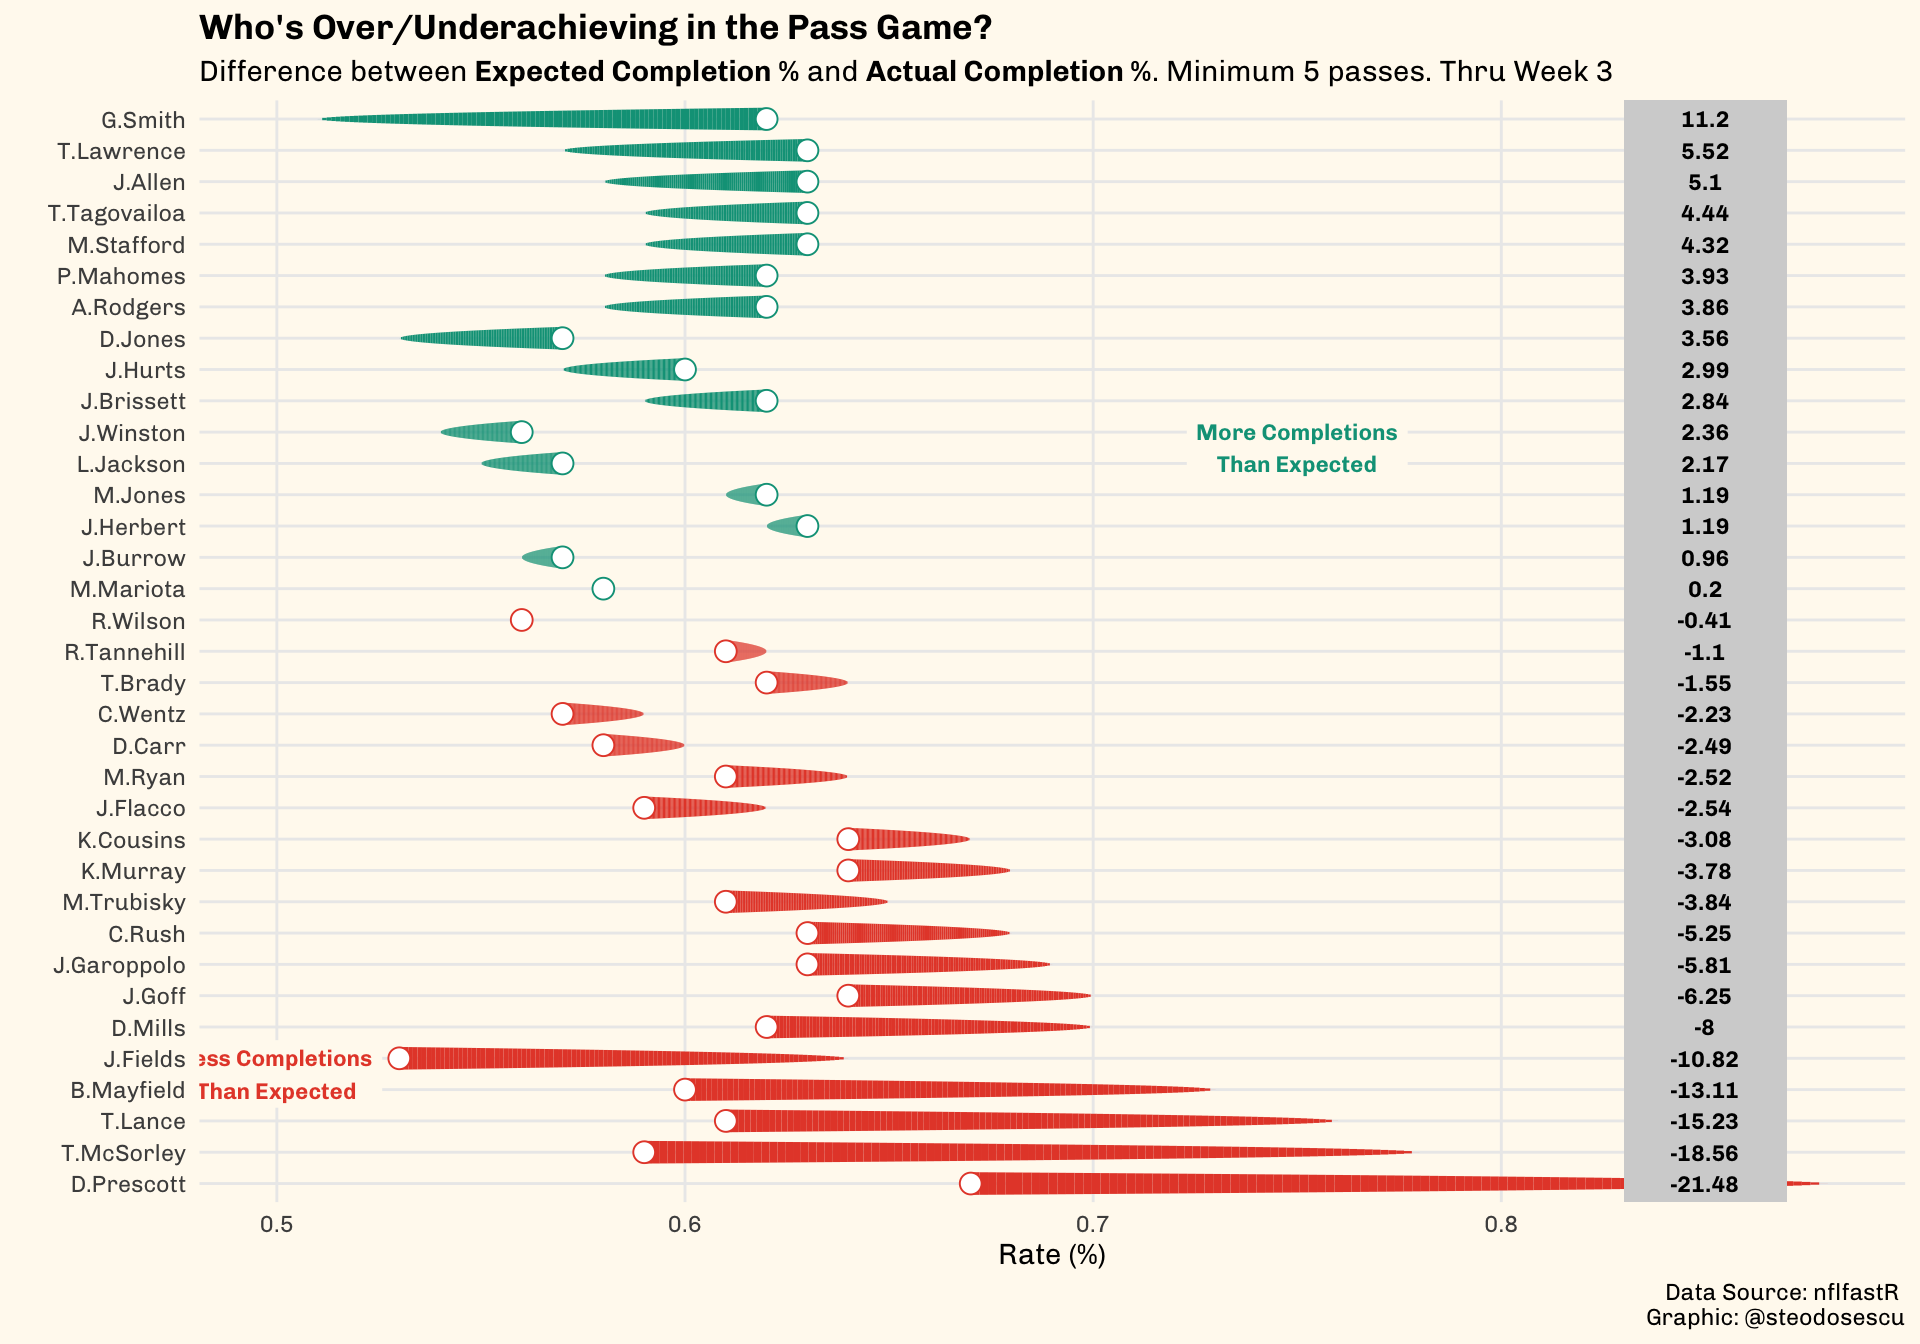 Who's Over/Underachieving in the Pass Game?
Difference between Expected Completion % and Actual Completion %. Minimum 5 passes. Thru Week 3
G.Smith 11.2
T.Lawrence 5.52
J.Allen 5.1
T.Tagovailoa 4.44
M.Stafford 4.32
P.Mahomes 3.93
A.Rodgers 3.86
D.Jones 3.56
J.Hurts 2.99
J.Brissett 2.84
J.Winston More Completions 2.36
L.Jackson Than Expected 2.17
M.Jones 1.19
J.Herbert 1.19
J.Burrow 0.96
M.Mariota 0.2
R.Wilson -0.41
R.Tannehill -1.1
T.Brady -1.55
C.Wentz -2.23
D.Carr -2.49
M.Ryan -2.52
J.Flacco -2.54
K.Cousins -3.08
K.Murray -3.78
M.Trubisky -3.84
C.Rush -5.25
J.Garoppolo -5.81
J.Goff -6.25
D.Mills -8
J.Fields ess Completions -10.82
B.Mayfield Than Expected -13.11
T.Lance -15.23
T.McSorley -18.56
D.Prescott -21.48
0.5 0.6 0.7 0.8
Rate (%)
Data Source: nflfastR
Graphic: @steodosescu